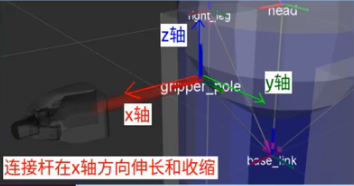 right_leg
head
z轴
y轴
gripper_pole
x轴
base_link
连接杆在x轴方向伸长和收缩